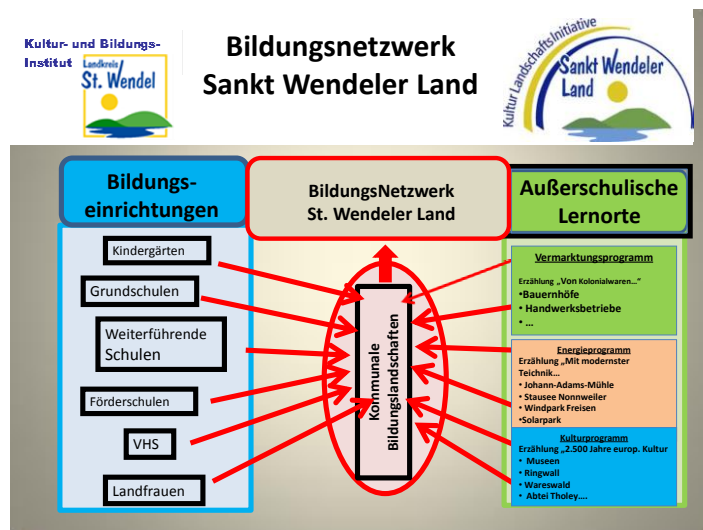 Kultur- und Bildungs-
Institut
Landkreis
St. Wendel
Bildungsnetzwerk
Sankt Wendeler Land
Kultur LandschaftsInitiative
Sankt Wendeler
Land
Bildungs-
einrichtungen
BildungsNetzwerk
St. Wendeler Land
Außerschulische
Lernorte
Kindergärten
Grundschulen
Weiterführende
Schulen
Förderschulen
VHS
Landfrauen
Kommunale
Bildungslandschaften
Vermarktungsprogramm
Erzählung „Von Kolonialwaren…“
•Bauernhöfe
• Handwerksbetriebe
• …
Energieprogramm
Erzählung „Mit modernster
Teichnik…
• Johann-Adams-Mühle
• Stausee Nonnweiler
• Windpark Freisen
•Solarpark
Kulturprogramm
Erzählung „2.500 Jahre europ. Kultur
• Museen
• Ringwall
• Wareswald
• Abtei Tholey….